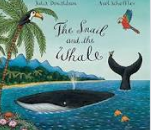 Julia Donaldson Axel Scheffler
The Snail
and the
Whale